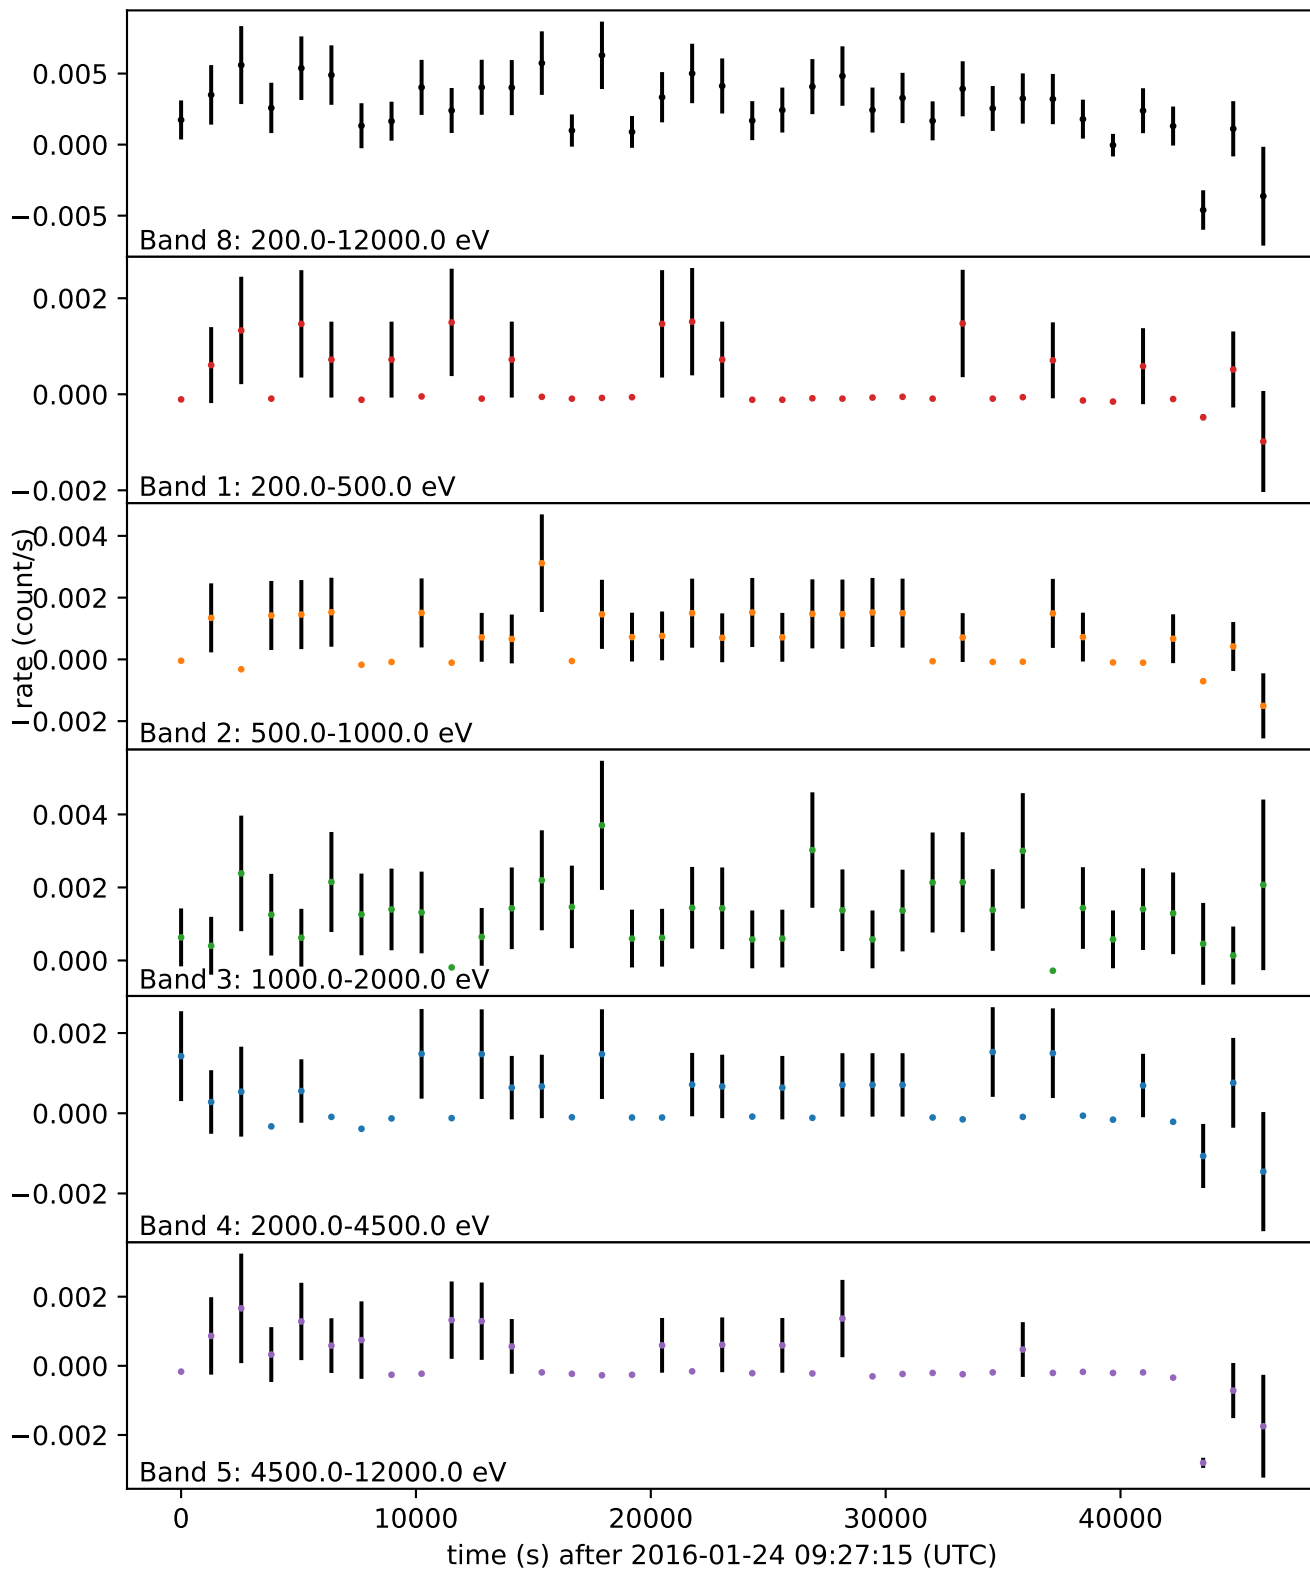 0.005
0.000
−0.005
Band 8: 200.0-12000.0 eV
0.002
0.000
−0.002
Band 1: 200.0-500.0 eV
rate (count/s)
0.004
0.002
0.000
−0.002
Band 2: 500.0-1000.0 eV
0.004
0.002
0.000
Band 3: 1000.0-2000.0 eV
0.002
0.000
−0.002
Band 4: 2000.0-4500.0 eV
0.002
0.000
−0.002
Band 5: 4500.0-12000.0 eV
0 10000 20000 30000 40000
time (s) after 2016-01-24 09:27:15 (UTC)